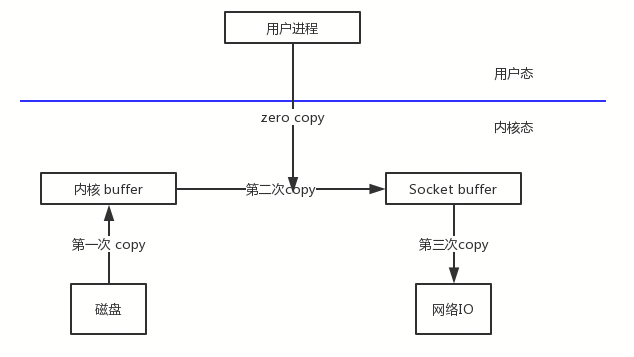 用户进程
用户态
zero copy
内核态
内核 buffer
第二次copy
Socket buffer
第一次 copy
第三次copy
磁盘
网络IO